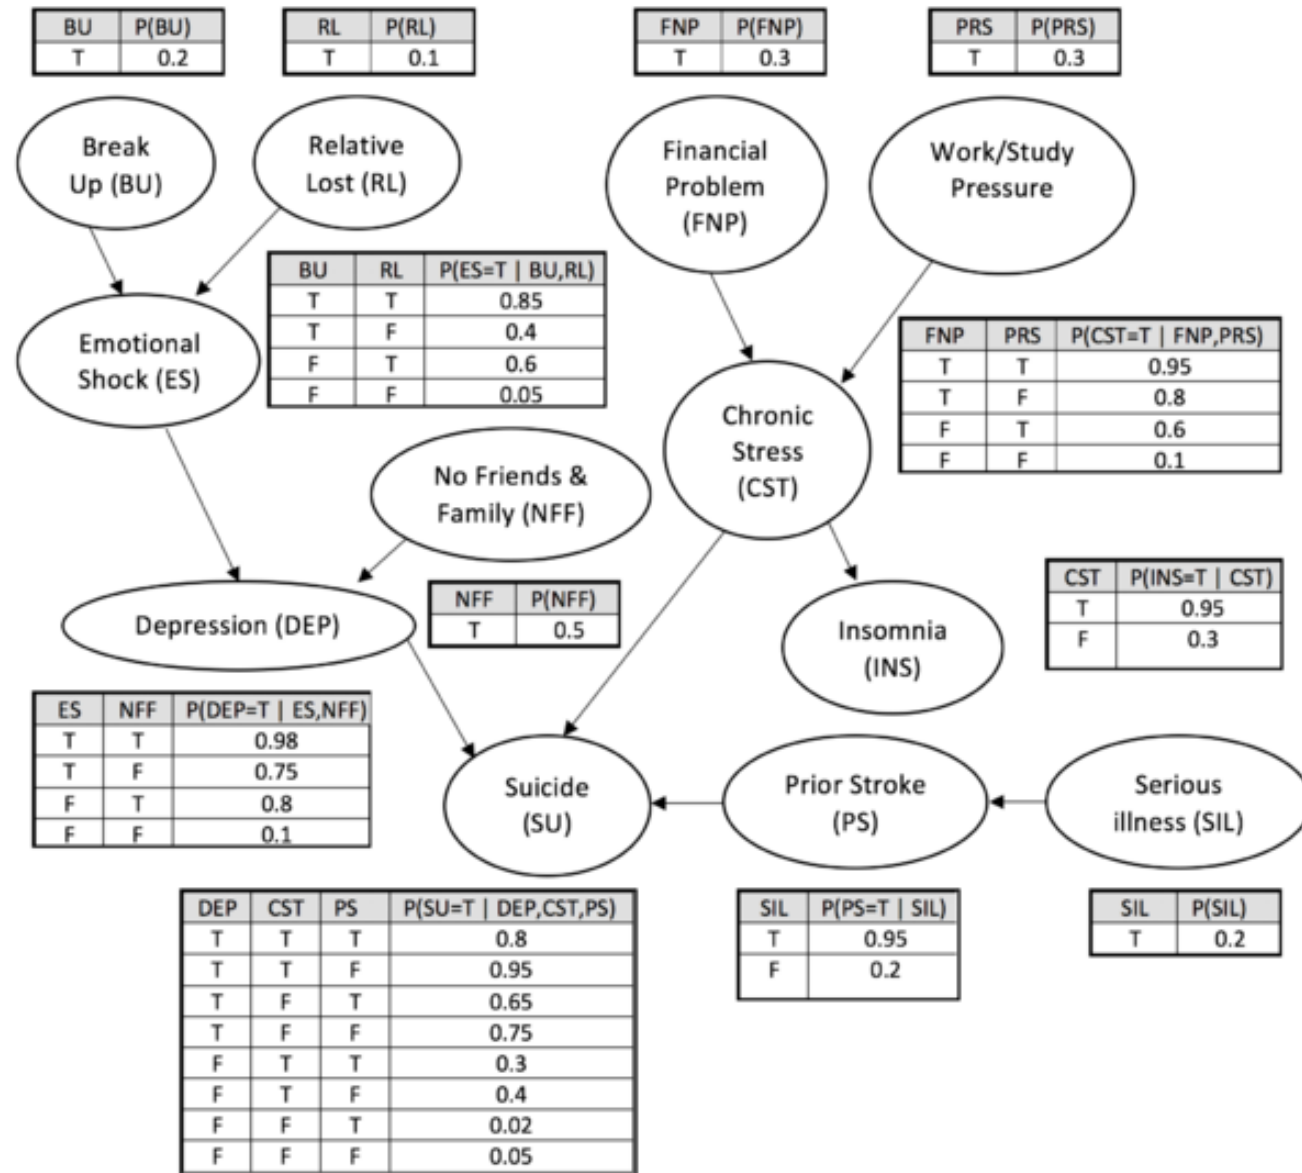 BU P(BU)
T 0.2
RL P(RL)
T 0.1
FNP P(FNP)
T 0.3
PRS P(PRS)
T 0.3
Break
Up (BU)
Relative
Lost (RL)
Financial
Problem
(FNP)
Work/Study
Pressure
BU RL P(ES=T | BU,RL)
T T 0.85
T F 0.4
F T 0.6
F F 0.05
Emotional
Shock (ES)
FNP PRS P(CST=T | FNP,PRS)
T T 0.95
T F 0.8
F T 0.6
F F 0.1
Chronic
Stress
(CST)
No Friends &
Family (NFF)
NFF P(NFF)
T 0.5
CST P(INS=T | CST)
T 0.95
F 0.3
Depression (DEP)
Insomnia
(INS)
ES NFF P(DEP=T | ES,NFF)
T T 0.98
T F 0.75
F T 0.8
F F 0.1
Suicide
(SU)
Prior Stroke
(PS)
Serious
illness (SIL)
DEP CST PS P(SU=T | DEP,CST,PS)
T T T 0.8
T T F 0.95
T F T 0.65
T F F 0.75
F T T 0.3
F T F 0.4
F F T 0.02
F F F 0.05
SIL P(PS=T | SIL)
T 0.95
F 0.2
SIL P(SIL)
T 0.2